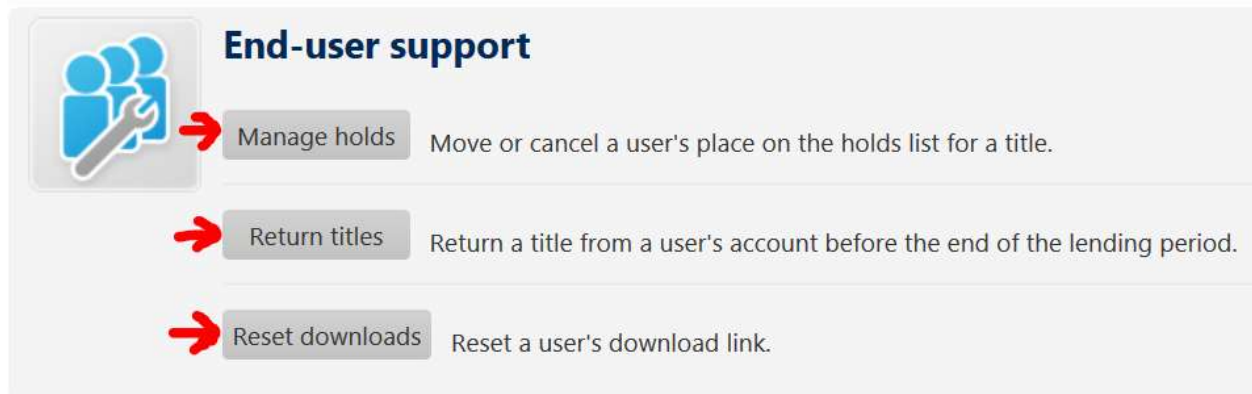 End-user support
Manage holds Move or cancel a user's place on the holds list for a title.
Return titles Return a title from a user's account before the end of the lending period.
Reset downloads Reset a user's download link.